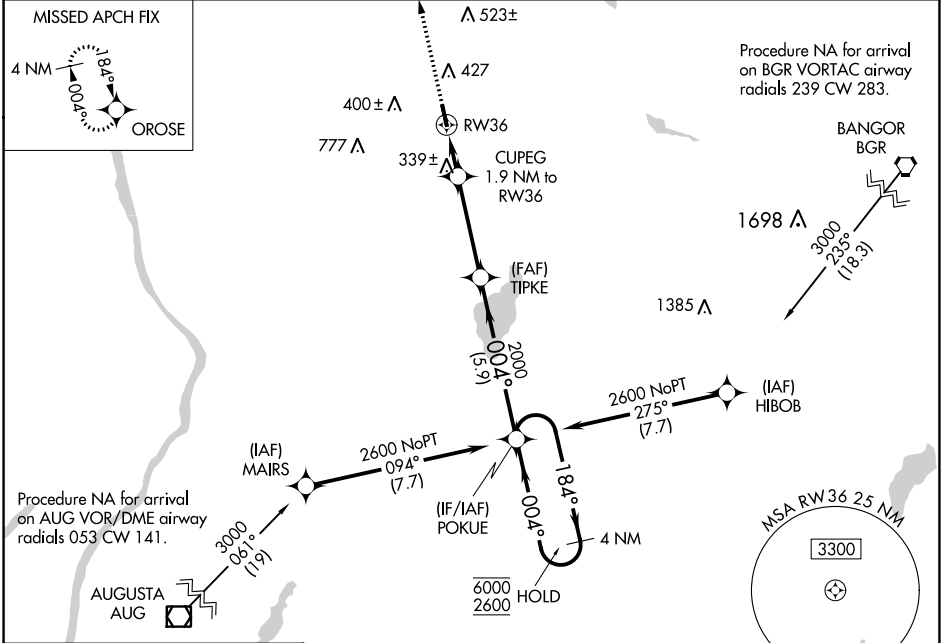 MISSED APCH FIX
4 NM
184°
004°
OROSE
523±
427
400±
RW36
777
339±
CUPEG
1.9 NM to
RW36
Procedure NA for arrival
on BGR VORTAC airway
radials 239 CW 283.
BANGOR
BGR
1698
3000
235°
(18.3)
(FAF)
TIPKE
1385
2000
004°
(5.9)
2600 NoPT
275°
(7.7)
(IAF)
HIBOB
(IAF)
MAIRS
2600 NoPT
094°
(7.7)
(IF/IAF)
POKUE
004°
184°
4 NM
6000
2600
HOLD
Procedure NA for arrival
on AUG VOR/DME airway
radials 053 CW 141.
3000
061°
(19)
AUGUSTA
AUG
MSA RW36 25 NM
3300